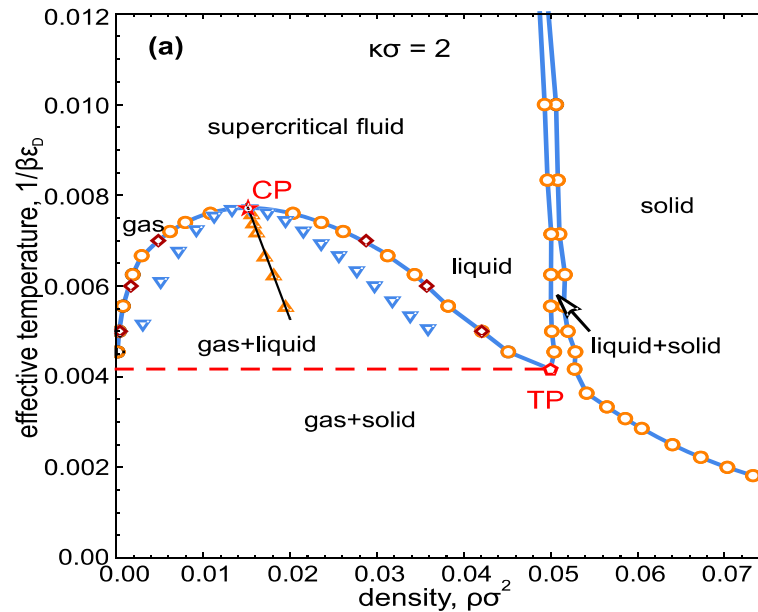 0.012
(a)
κσ = 2
0.010
supercritical fluid
0.008
CP
gas
solid
liquid
0.006
gas+liquid
liquid+solid
0.004
TP
gas+solid
0.002
0.00
effective temperature, 1/βε_D
0.00 0.01 0.02 0.03 0.04 0.05 0.06 0.07
density, ρσ²